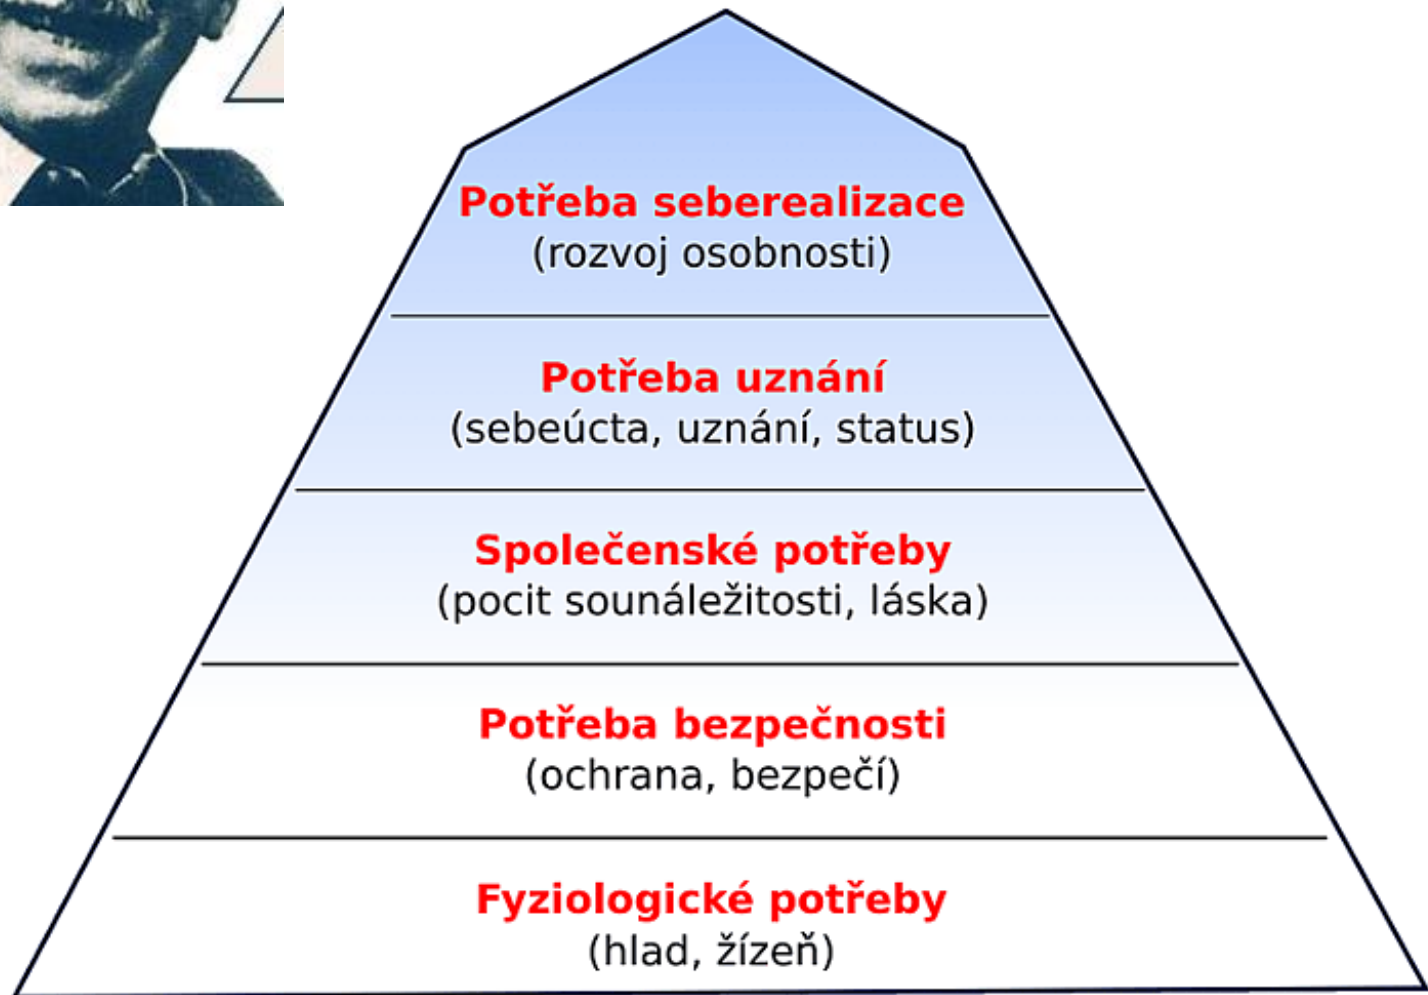 Potřeba seberealizace
(rozvoj osobnosti)
Potřeba uznání
(sebeúcta, uznání, status)
Společenské potřeby
(pocit sounáležitosti, láska)
Potřeba bezpečnosti
(ochrana, bezpečí)
Fyziologické potřeby
(hlad, žízeň)